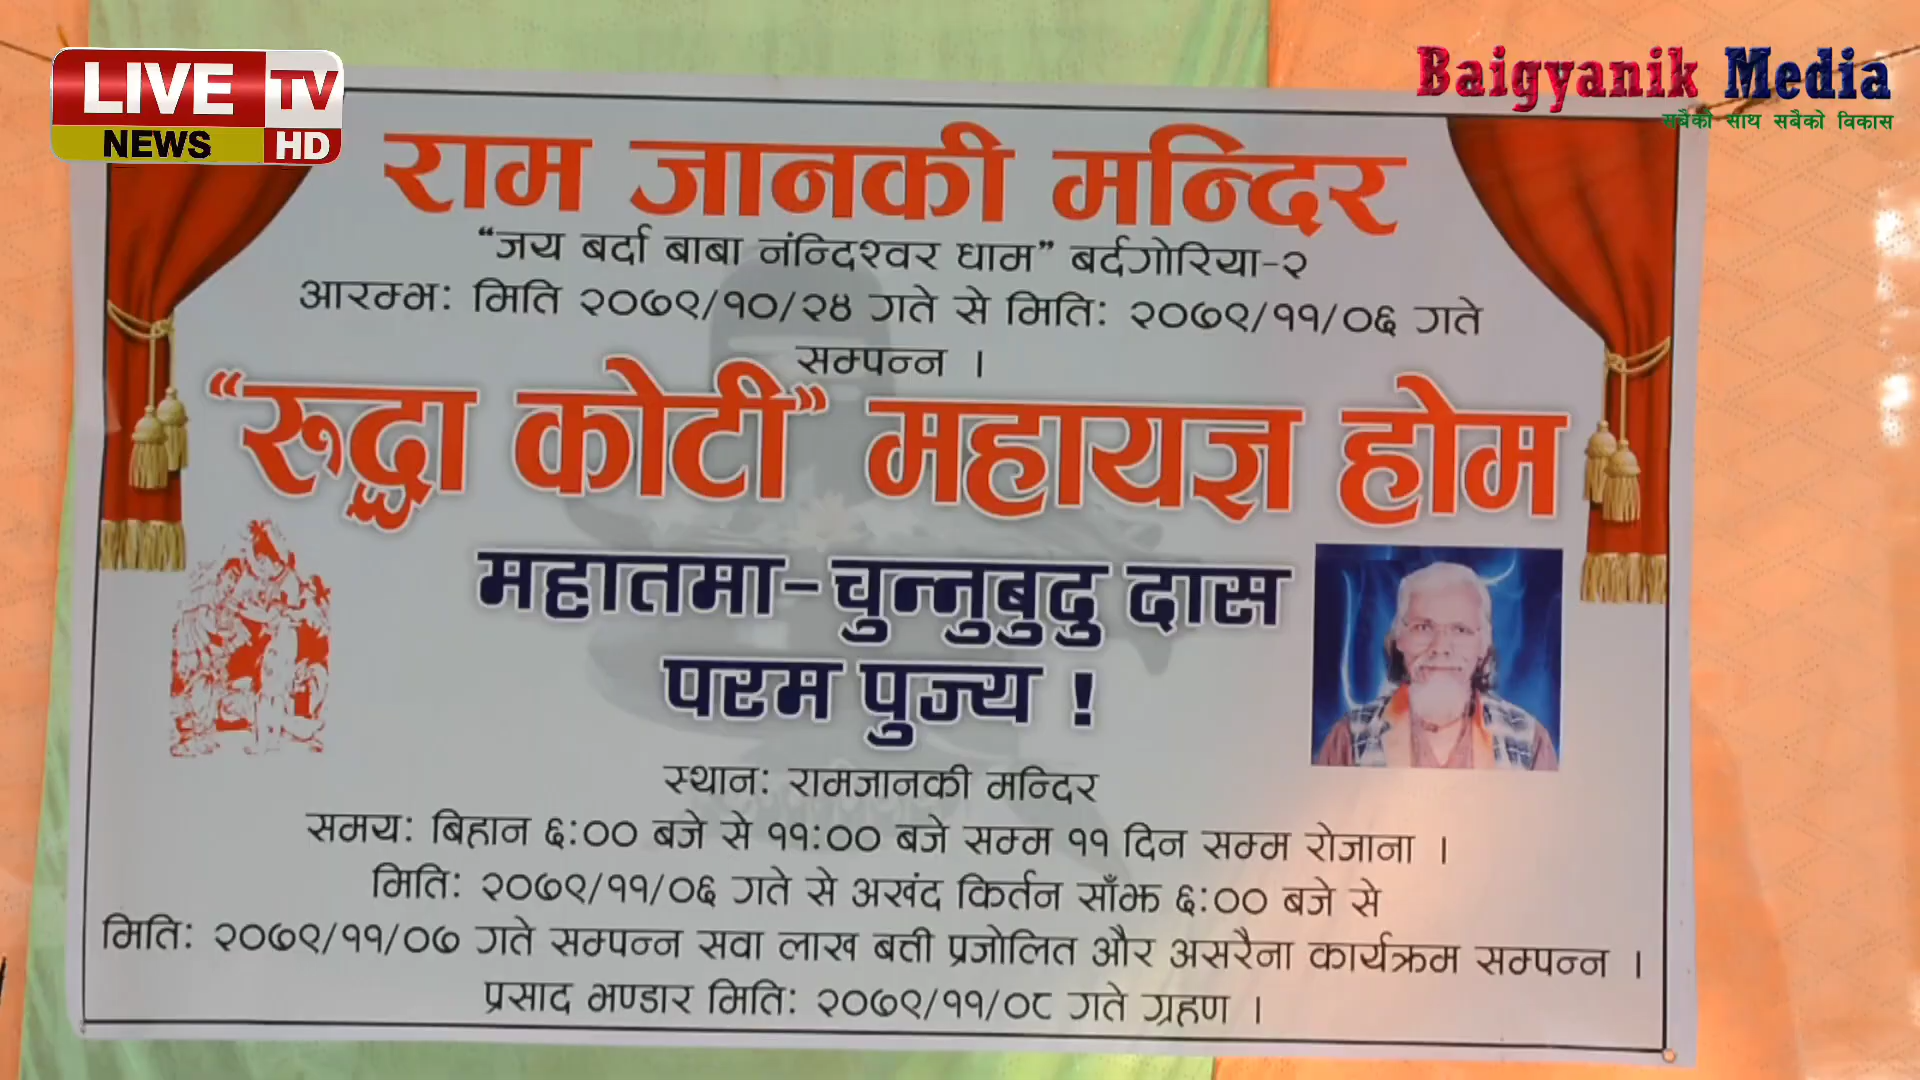 LIVE TV
NEWS HD
Baigyanik Media
सबैको साथ सबैको विकास
राम जानकी मन्दिर
“जय बर्दा बाबा नंन्दिश्वर धाम” बर्दगोरिया-२
आरम्भः मिति २०७९/१०/२४ गते से मितिः २०७९/११/०६ गते
सम्पन्न ।
“रुद्रा कोटी” महायज्ञ होम
महातमा-चुन्नुबुदु दास
परम पुज्य !
स्थानः रामजानकी मन्दिर
समयः बिहान ६:०० बजे से ११:०० बजे सम्म ११ दिन सम्म रोजाना ।
मितिः २०७९/११/०६ गते से अखंद किर्तन साँझ ६:०० बजे से
मितिः २०७९/११/०७ गते सम्पन्न सवा लाख बत्ती प्रजोलित और असरैना कार्यक्रम सम्पन्न ।
प्रसाद भण्डार मितिः २०७९/११/०८ गते ग्रहण ।